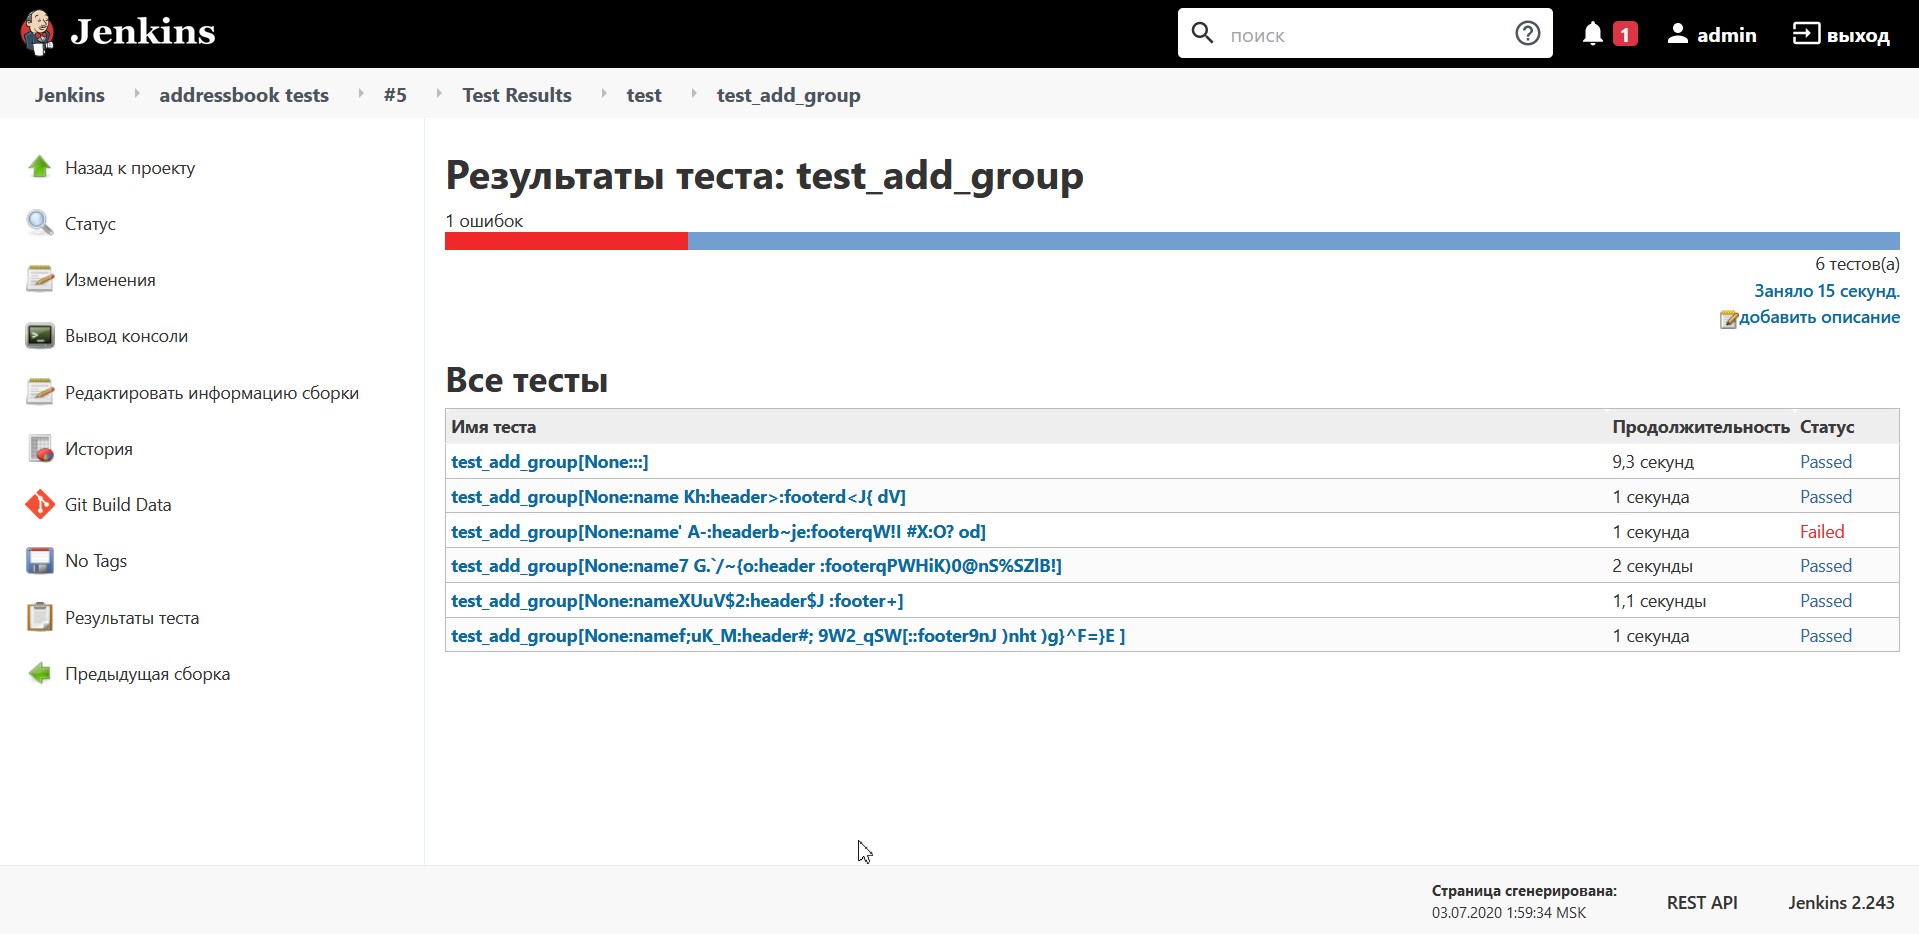 Jenkins
поиск
1
admin
выход
Jenkins
addressbook tests
#5
Test Results
test
test_add_group
Назад к проекту
Статус
Изменения
Вывод консоли
Редактировать информацию сборки
История
Git Build Data
No Tags
Результаты теста
Предыдущая сборка
Результаты теста: test_add_group
1 ошибок
6 тестов(а)
Заняло 15 секунд.
добавить описание
Все тесты
Имя теста Продолжительность Статус
test_add_group[None:::] 9,3 секунд Passed
test_add_group[None:name Kh:header>:footerd<J{ dV] 1 секунда Passed
test_add_group[None:name' A-:headerb~je:footerqW!I #X:O? od] 1 секунда Failed
test_add_group[None:name7 G.`/~{o:header :footerqPWHiK)0@nS%SZlB!] 2 секунды Passed
test_add_group[None:nameXUuV$2:header$J :footer+] 1,1 секунды Passed
test_add_group[None:namef;uK_M:header#; 9W2_qSW[::footer9nJ )nht )g}^F=}E ] 1 секунда Passed
Страница сгенерирована:
03.07.2020 1:59:34 MSK
REST API
Jenkins 2.243